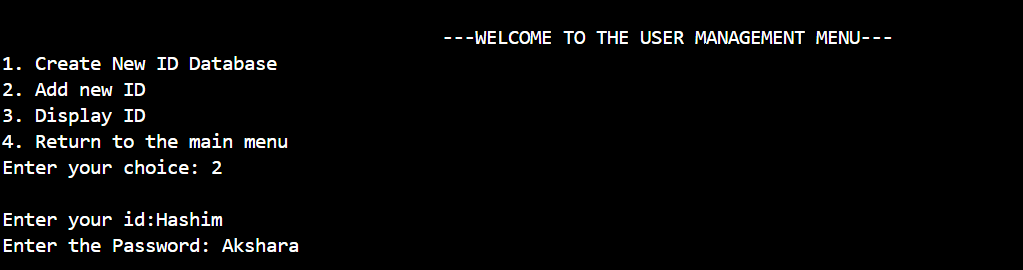 ---WELCOME TO THE USER MANAGEMENT MENU---
1. Create New ID Database
2. Add new ID
3. Display ID
4. Return to the main menu
Enter your choice: 2
Enter your id:Hashim
Enter the Password: Akshara